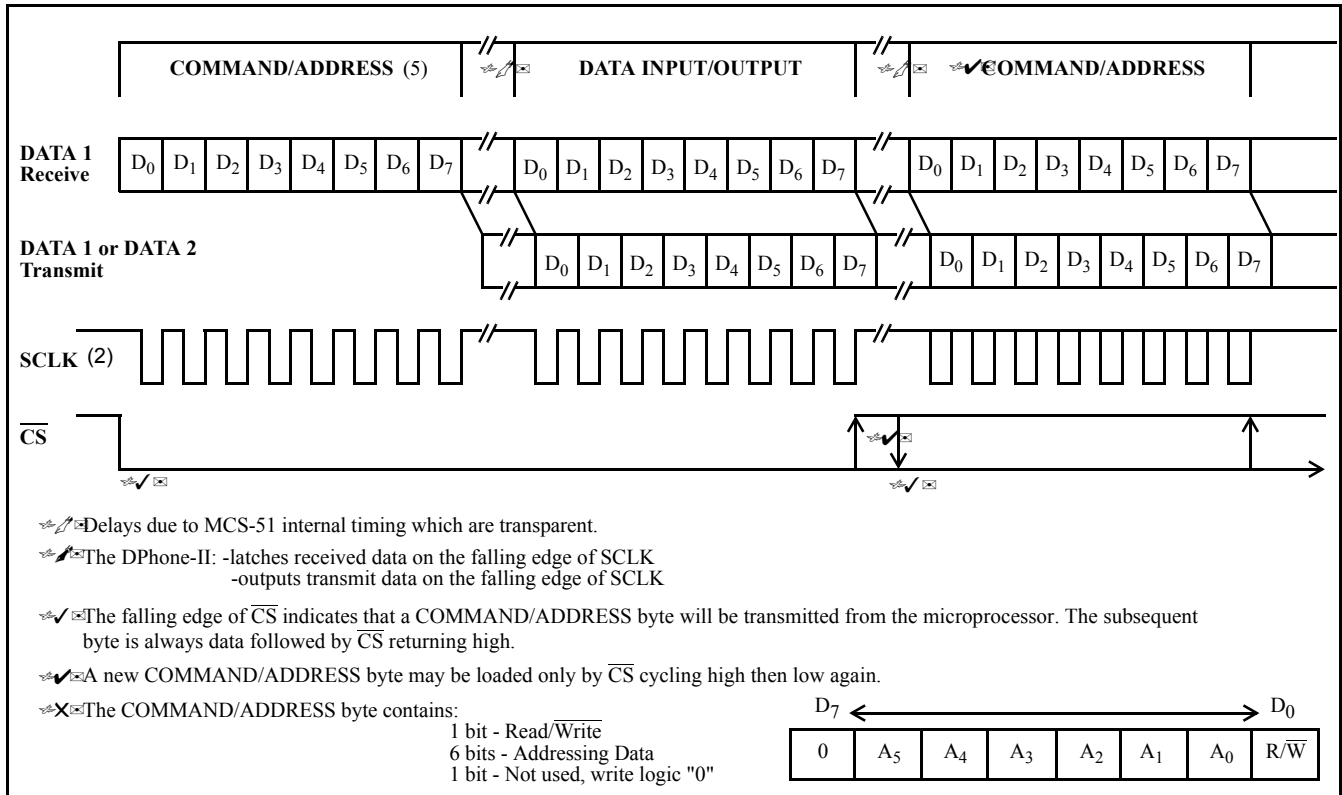 COMMAND/ADDRESS (5) DATA INPUT/OUTPUT COMMAND/ADDRESS
DATA 1
Receive
D0 D1 D2 D3 D4 D5 D6 D7 D0 D1 D2 D3 D4 D5 D6 D7 D0 D1 D2 D3 D4 D5 D6 D7
DATA 1 or DATA 2
Transmit
D0 D1 D2 D3 D4 D5 D6 D7 D0 D1 D2 D3 D4 D5 D6 D7
SCLK (2)
CS
Delays due to MCS-51 internal timing which are transparent.
The DPhone-II: -latches received data on the falling edge of SCLK
-outputs transmit data on the falling edge of SCLK
The falling edge of CS indicates that a COMMAND/ADDRESS byte will be transmitted from the microprocessor. The subsequent
byte is always data followed by CS returning high.
A new COMMAND/ADDRESS byte may be loaded only by CS cycling high then low again.
The COMMAND/ADDRESS byte contains:
1 bit - Read/Write
6 bits - Addressing Data
1 bit - Not used, write logic "0"
D7 D0
0 A5 A4 A3 A2 A1 A0 R/W